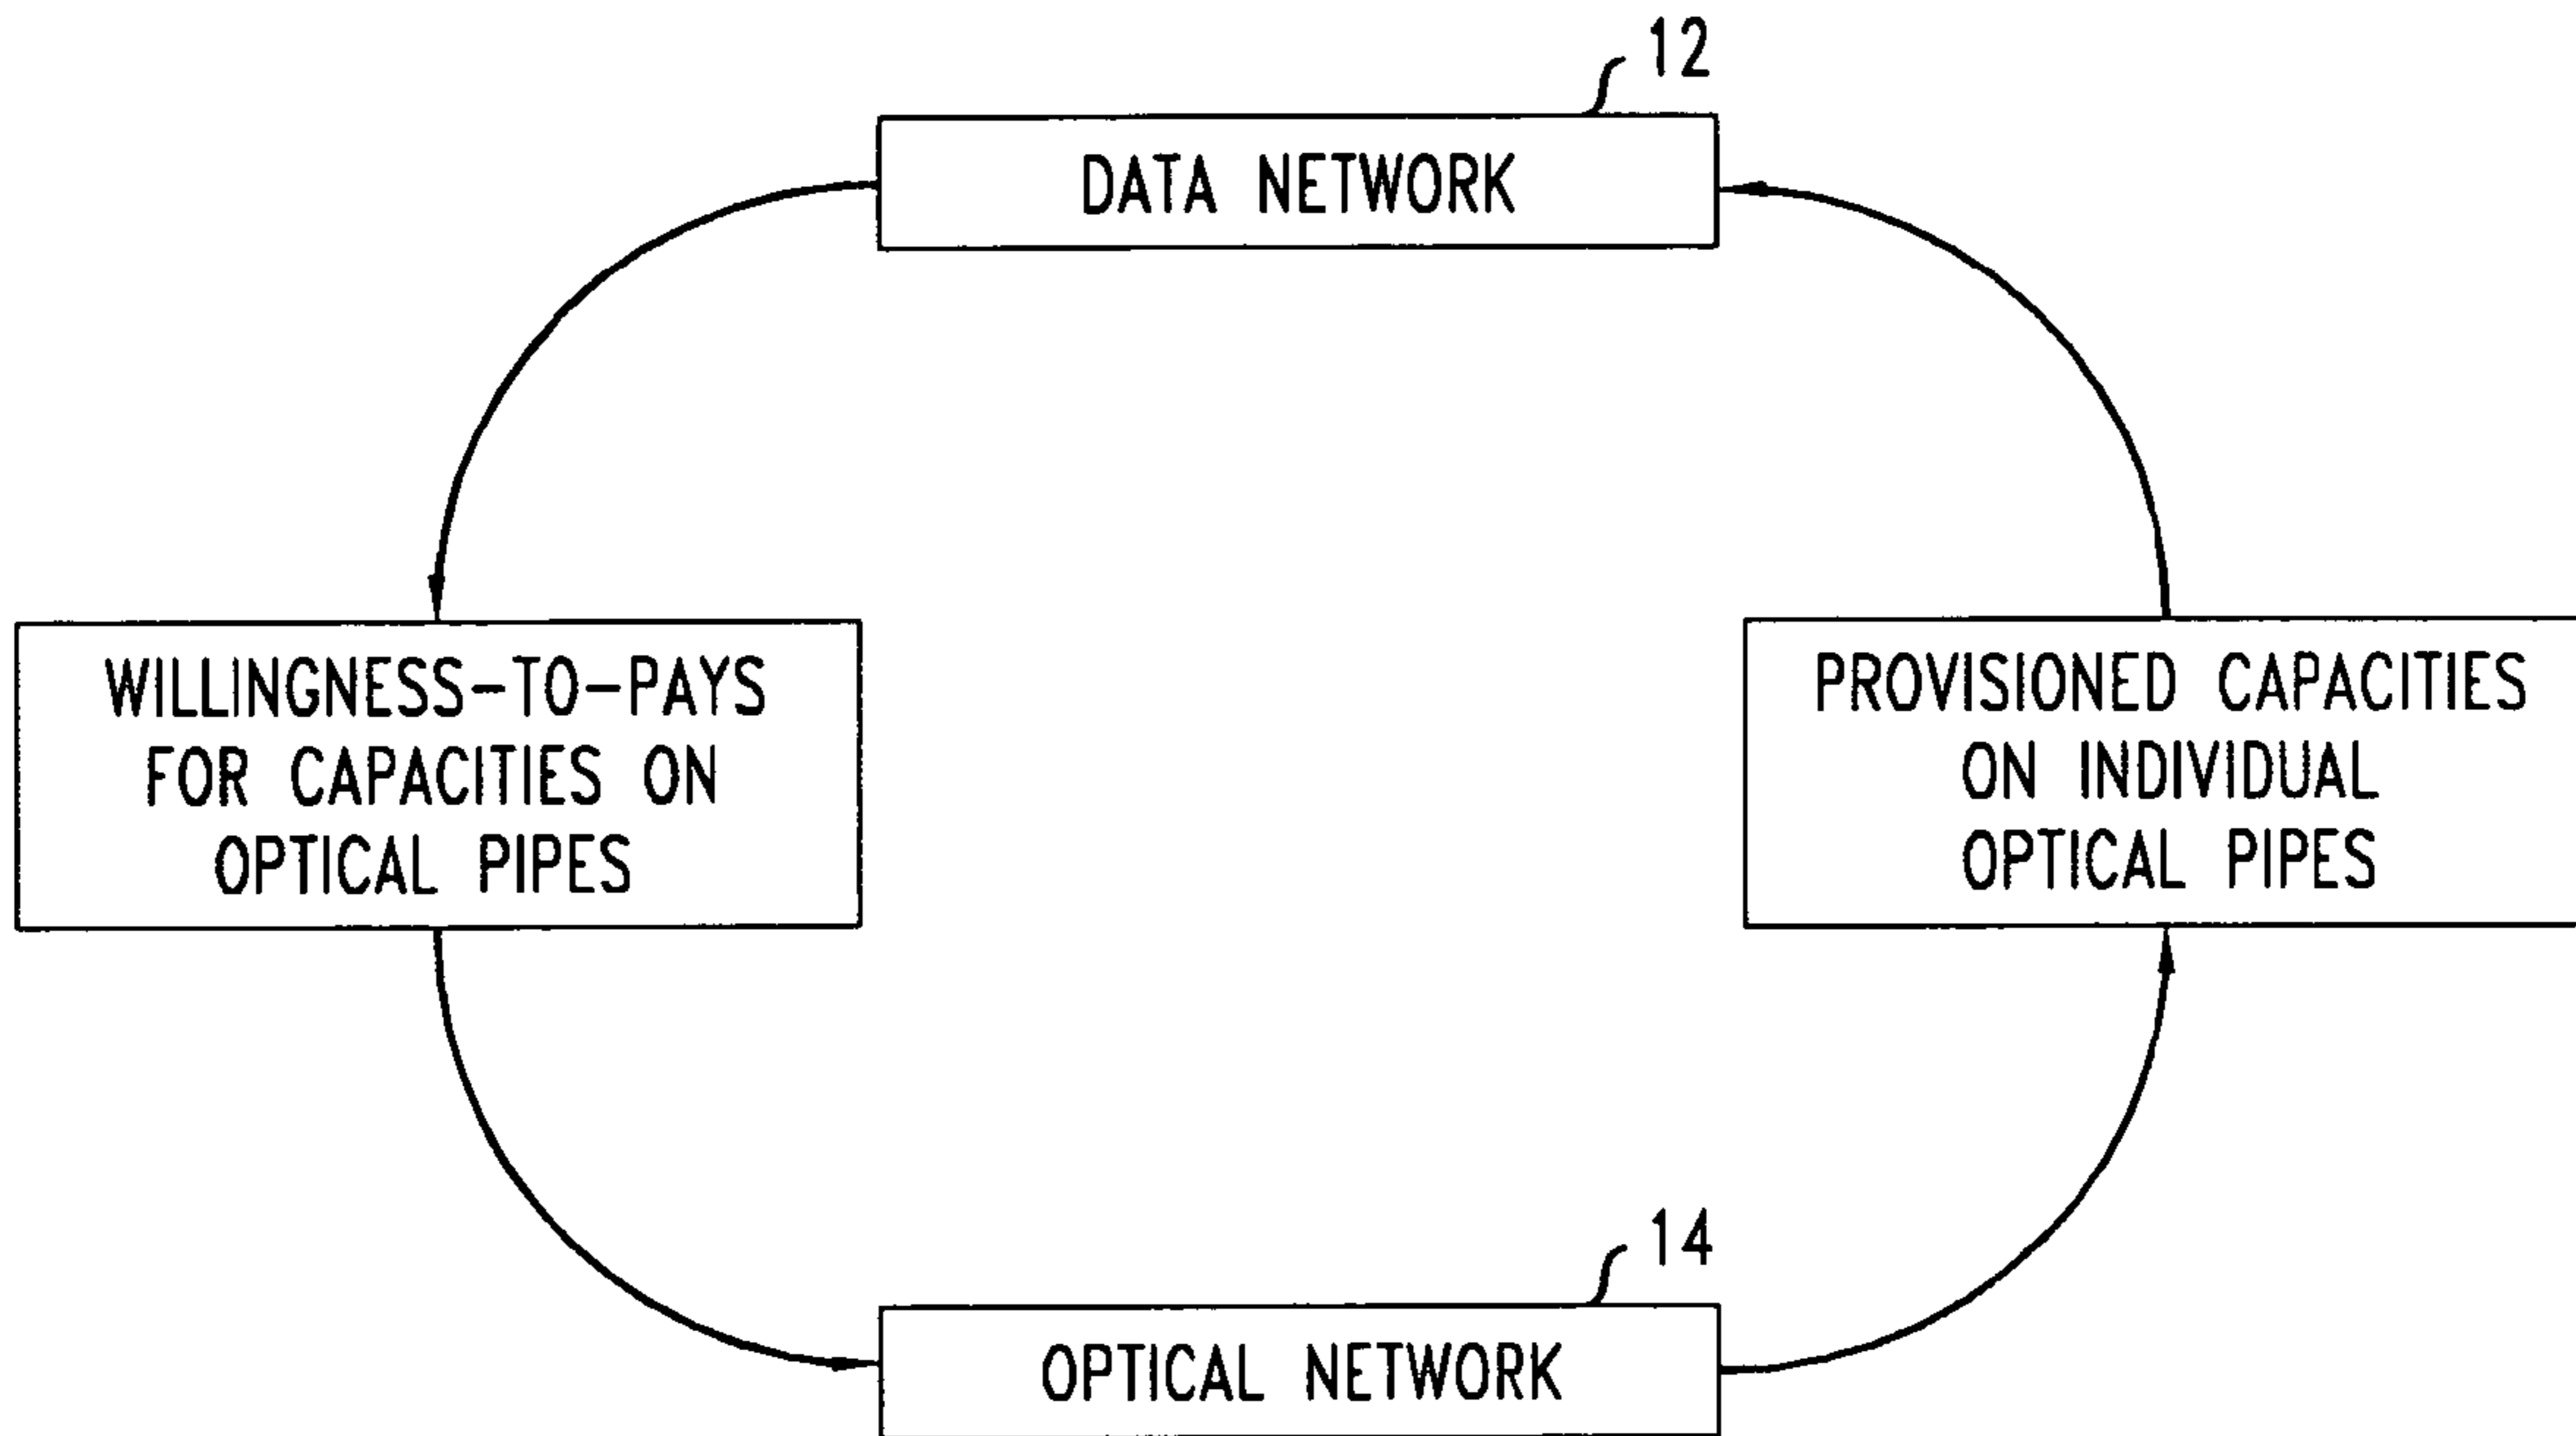 12
DATA NETWORK
WILLINGNESS-TO-PAYS
FOR CAPACITIES ON
OPTICAL PIPES
PROVISIONED CAPACITIES
ON INDIVIDUAL
OPTICAL PIPES
14
OPTICAL NETWORK